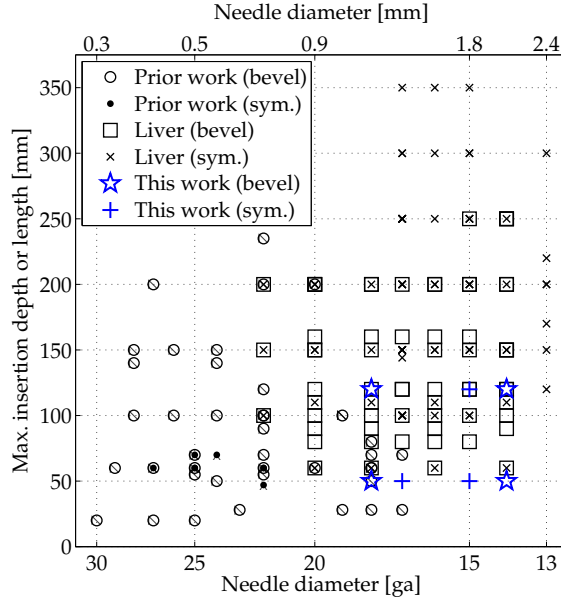 Needle diameter [mm]
0.3 0.5 0.9 1.8 2.4
Max. insertion depth or length [mm]
350
300
250
200
150
100
50
0
Prior work (bevel)
Prior work (sym.)
Liver (bevel)
Liver (sym.)
This work (bevel)
This work (sym.)
30 25 20 15 13
Needle diameter [ga]